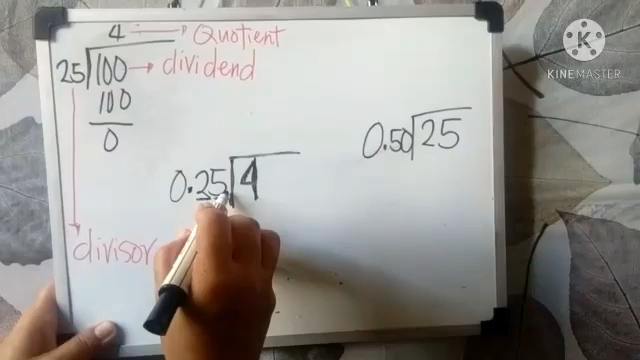 4 → Quotient
25)100 → dividend
100
0
divisor
0.25)4
0.50)25
K
KINEMASTER